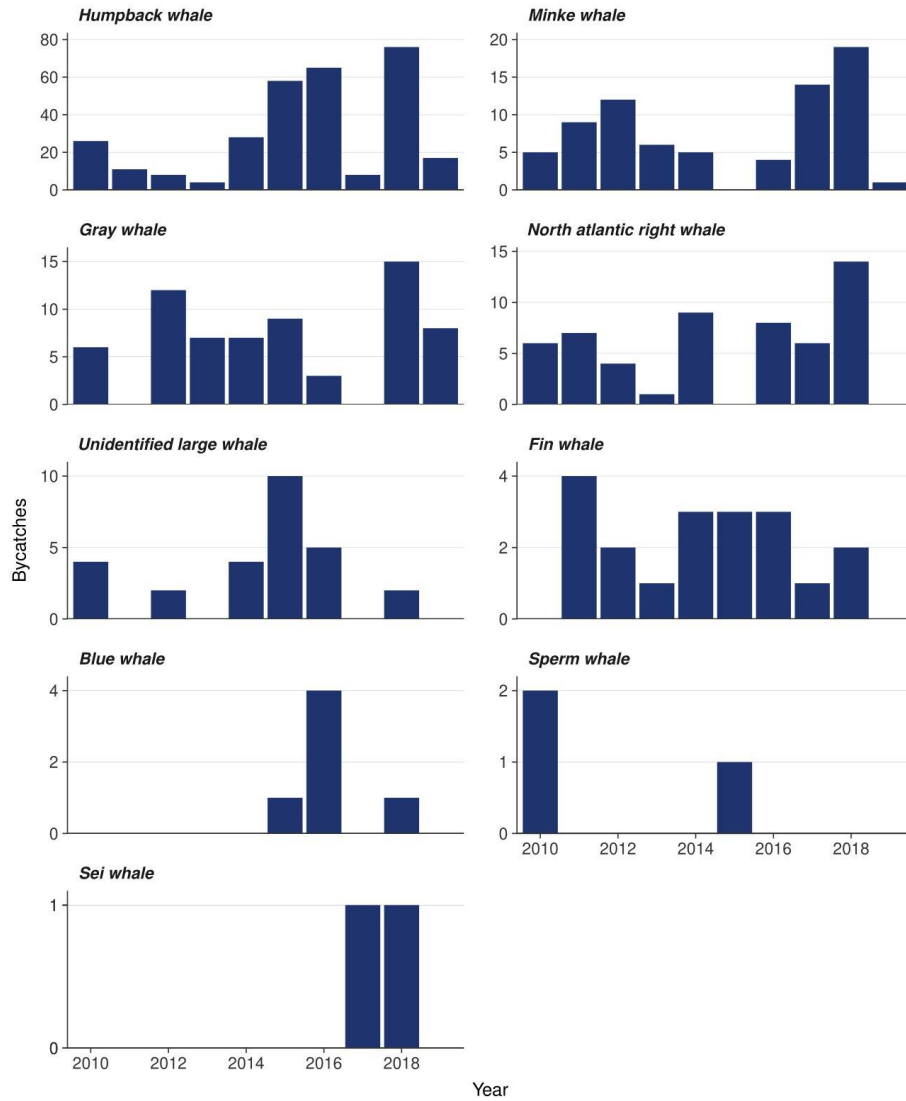 Humpback whale
80
60
40
20
0
Minke whale
20
15
10
5
0
Gray whale
15
10
5
0
North atlantic right whale
15
10
5
0
Unidentified large whale
10
5
0
Fin whale
4
2
0
Bycatches
Blue whale
4
2
0
Sperm whale
2
1
0
2010 2012 2014 2016 2018
Sei whale
1
0
2010 2012 2014 2016 2018
Year